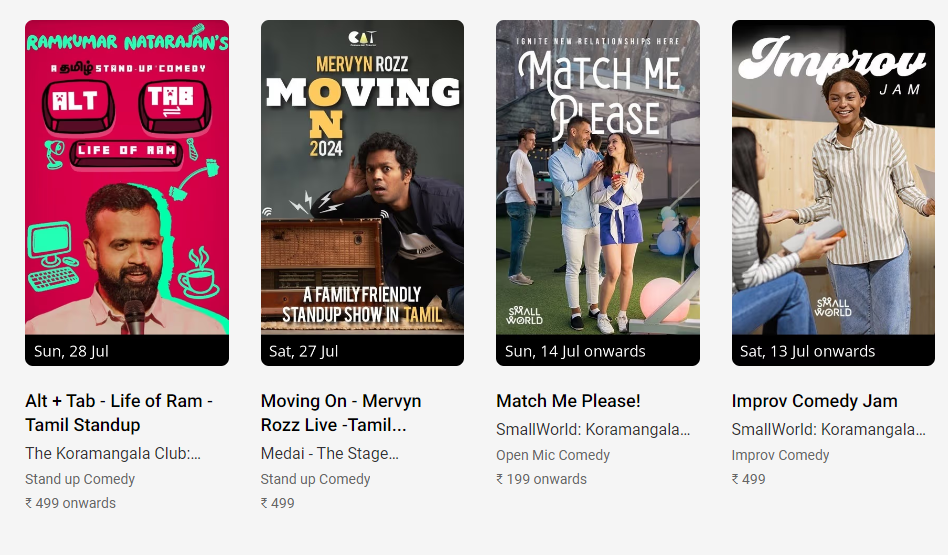 RAMKUMAR NATARAJAN'S
A தமிழ் STAND-UP COMEDY
ALT
TAB
LIFE OF RAM
Sun, 28 Jul
Alt + Tab - Life of Ram -
Tamil Standup
The Koramangala Club:...
Stand up Comedy
₹ 499 onwards
CAT
MERVYN ROZZ
MOVING
ON
2024
A FAMILY FRIENDLY
STANDUP SHOW IN TAMIL
Sat, 27 Jul
Moving On - Mervyn
Rozz Live -Tamil...
Medai - The Stage...
Stand up Comedy
₹ 499
IGNITE NEW RELATIONSHIPS HERE
MATCH ME
PLEASE
SMALL
WORLD
Sun, 14 Jul onwards
Match Me Please!
SmallWorld: Koramangala...
Open Mic Comedy
₹ 199 onwards
Improv
JAM
SMALL
WORLD
Sat, 13 Jul onwards
Improv Comedy Jam
SmallWorld: Koramangala...
Improv Comedy
₹ 499